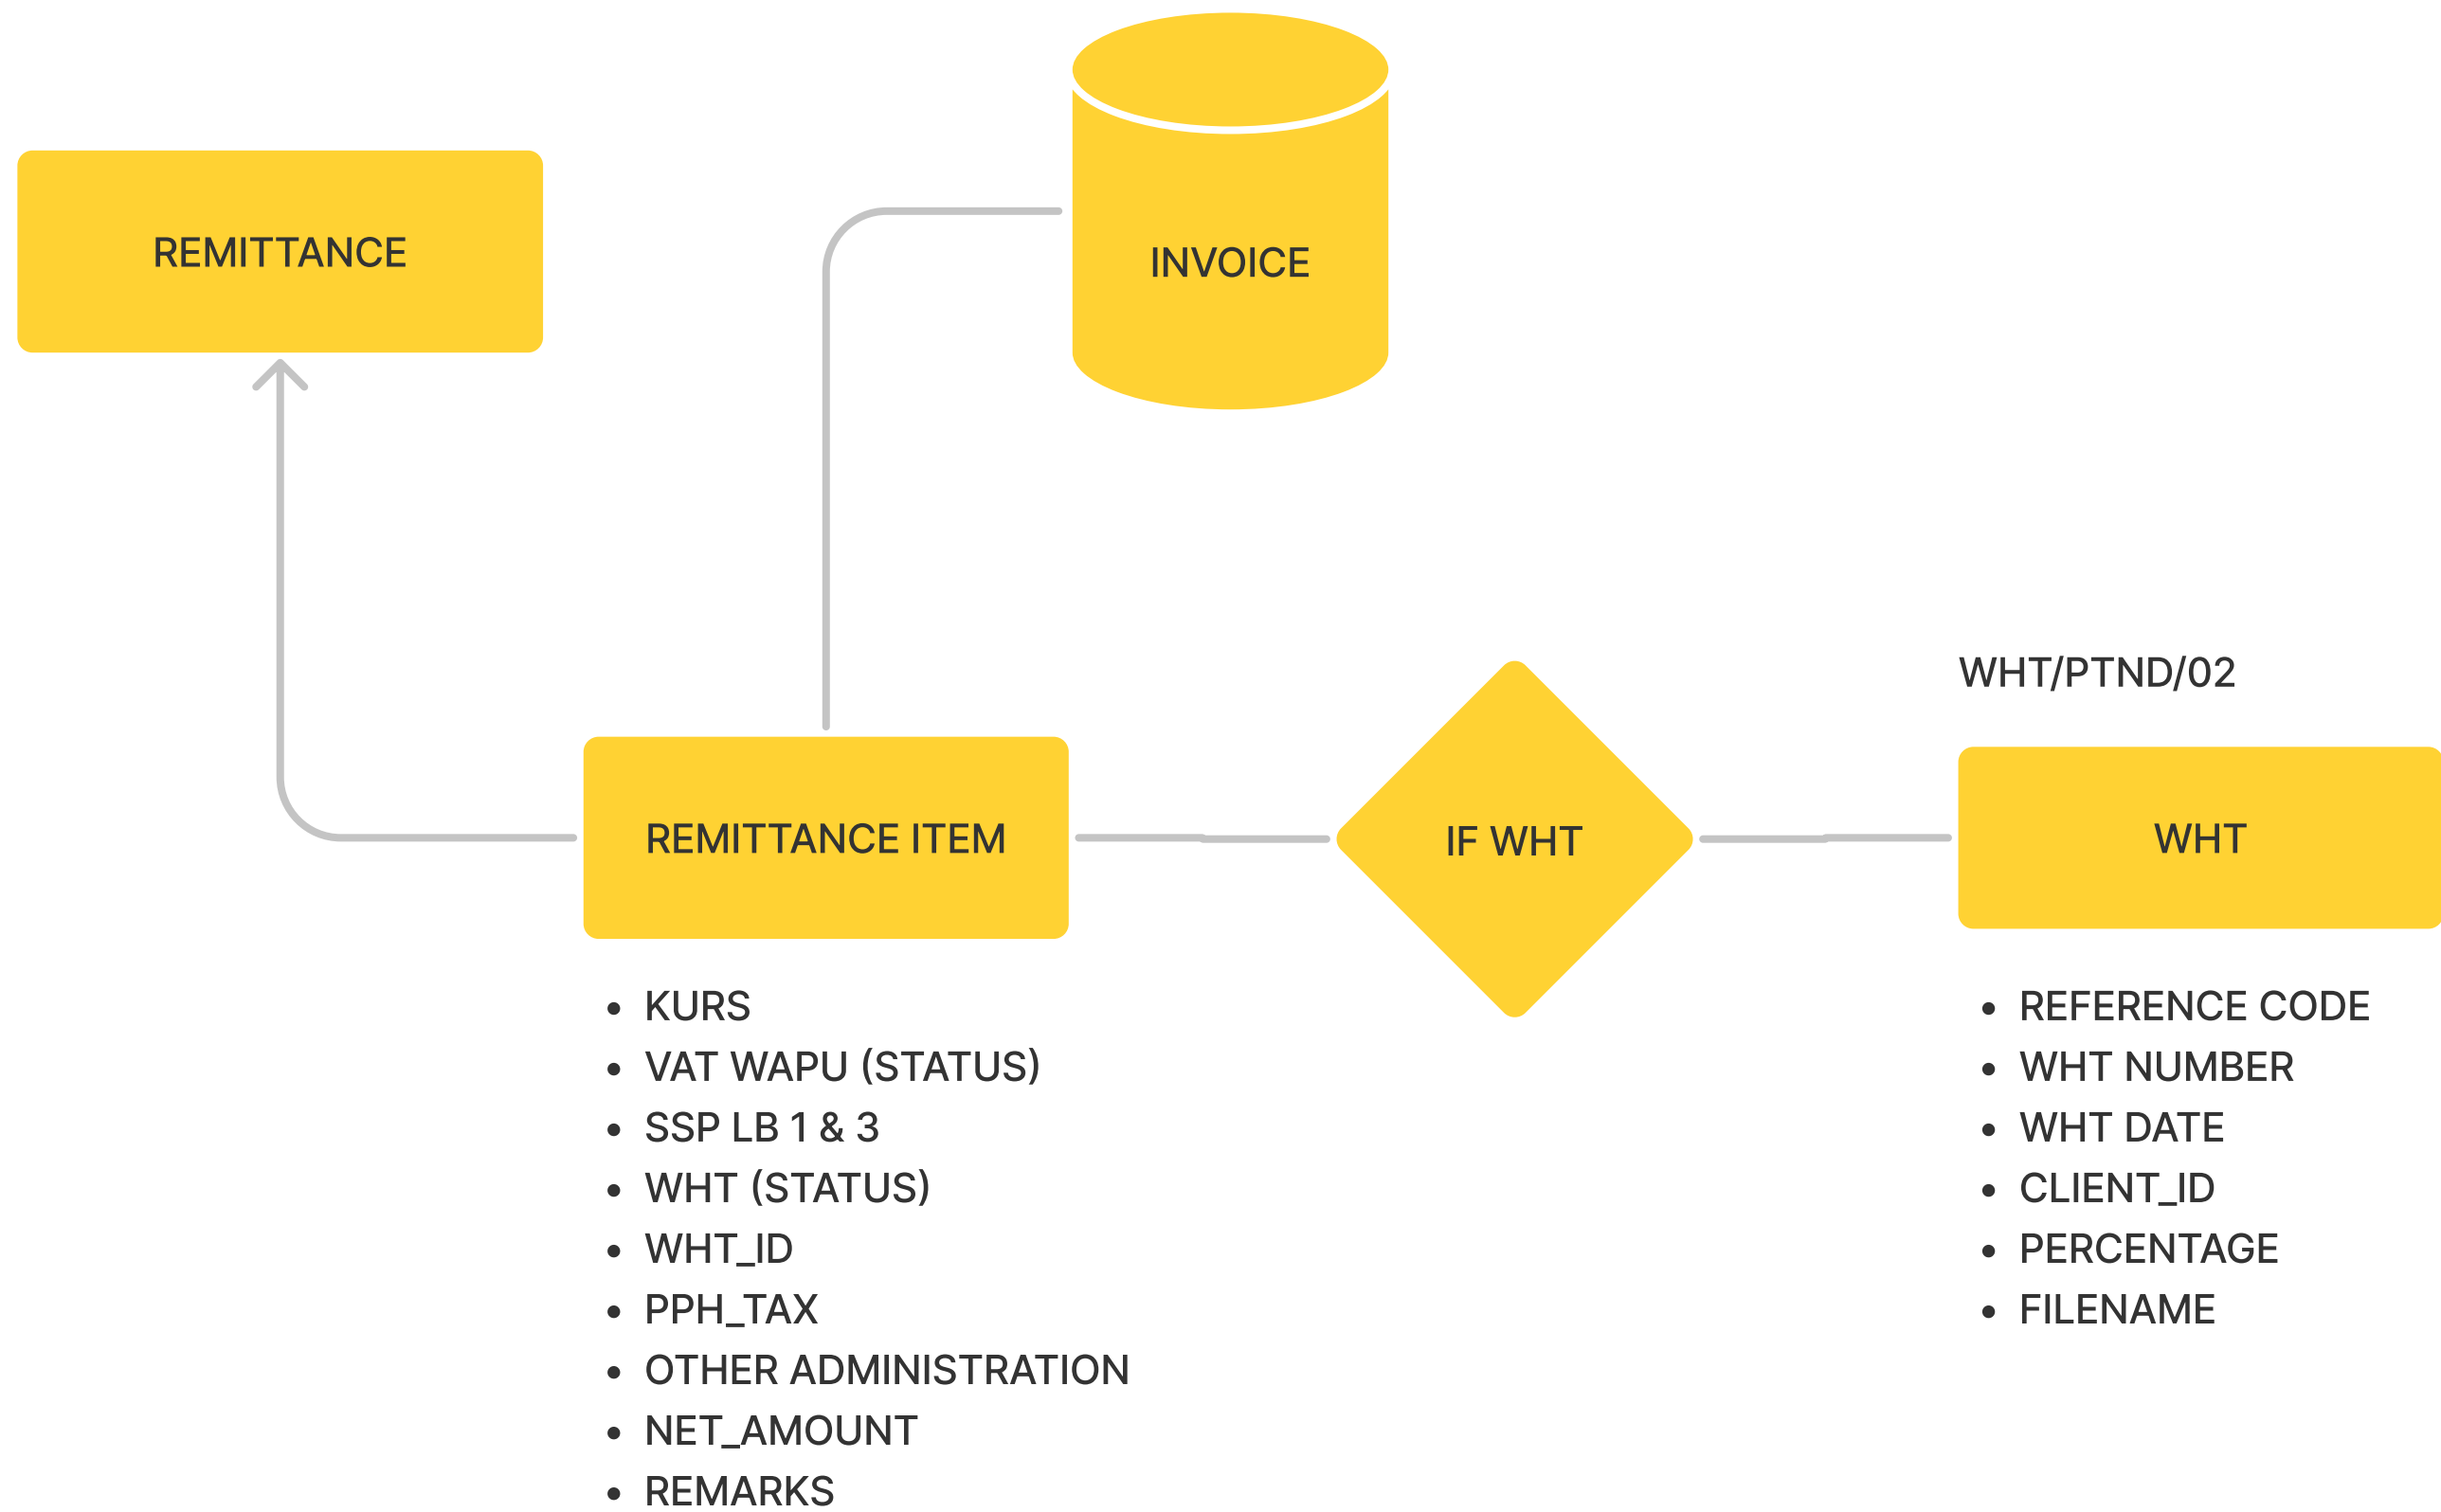 REMITTANCE
INVOICE
WHT/PTND/02
REMITTANCE ITEM
IF WHT
WHT
KURS
VAT WAPU (STATUS)
SSP LB 1 & 3
WHT (STATUS)
WHT_ID
PPH_TAX
OTHER ADMINISTRATION
NET_AMOUNT
REMARKS
REFERENCE CODE
WHT NUMBER
WHT DATE
CLIENT_ID
PERCENTAGE
FILENAME